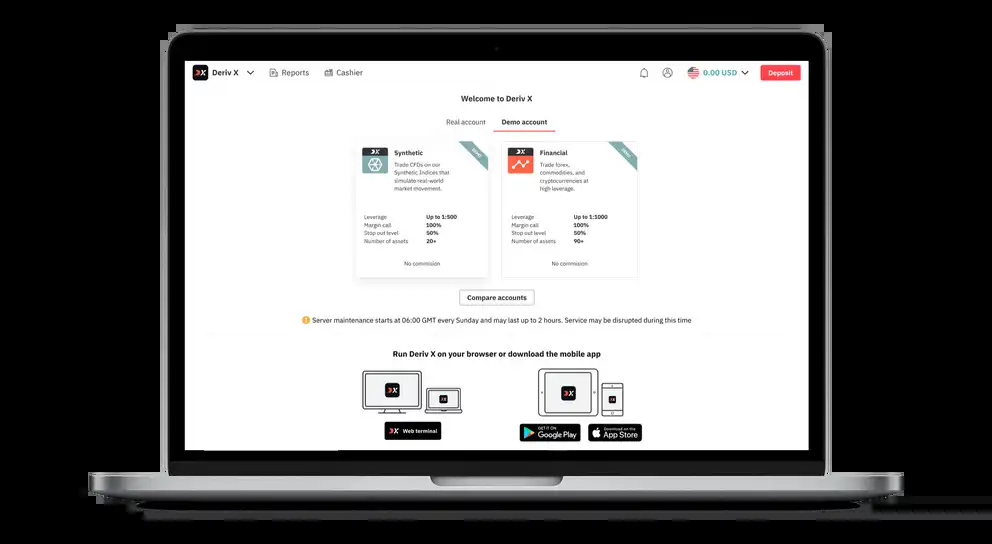 Deriv X
Reports
Cashier
0.00 USD
Deposit
Welcome to Deriv X
Real account
Demo account
Synthetic
Trade CFDs on our
Synthetic Indices that
simulate real-world
market movement.
Leverage Up to 1:500
Margin call 100%
Stop out level 50%
Number of assets 20+
No commision
Financial
Trade forex,
commodities, and
cryptocurrencies at
high leverage.
Leverage Up to 1:1000
Margin call 100%
Stop out level 50%
Number of assets 90+
No commision
Compare accounts
Server maintenance starts at 06:00 GMT every Sunday and may last up to 2 hours. Service may be disrupted during this time
Run Deriv X on your browser or download the mobile app
Web terminal
GET IT ON
Google Play
Download on the
App Store